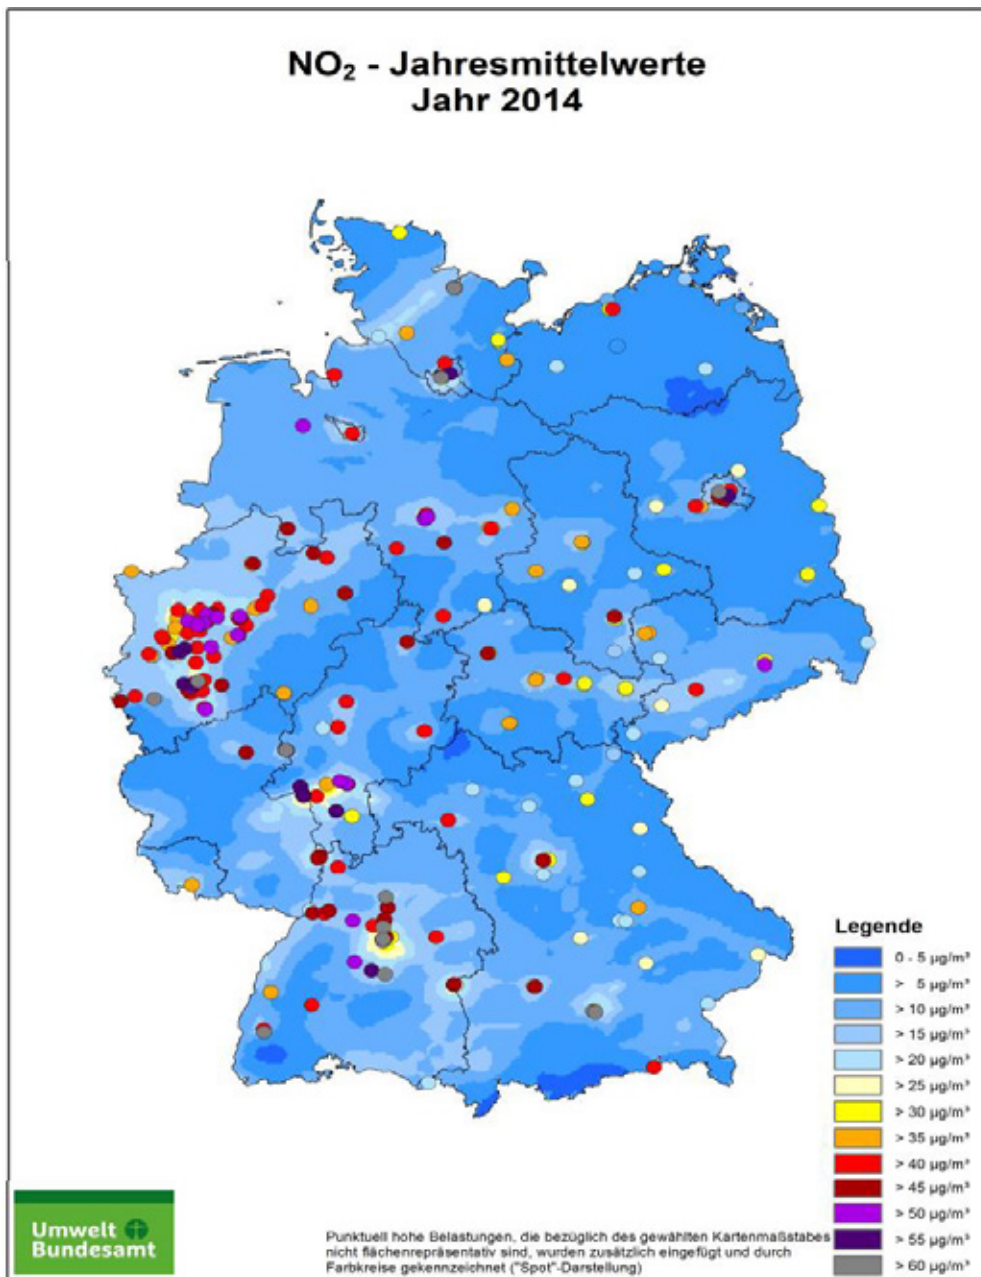 NO₂ - Jahresmittelwerte
Jahr 2014
Legende
0 - 5 µg/m³
> 5 µg/m³
> 10 µg/m³
> 15 µg/m³
> 20 µg/m³
> 25 µg/m³
> 30 µg/m³
> 35 µg/m³
> 40 µg/m³
> 45 µg/m³
> 50 µg/m³
> 55 µg/m³
> 60 µg/m³
Umwelt
Bundesamt
Punktuell hohe Belastungen, die bezüglich des gewählten Kartenmaßstabes
nicht flächenrepräsentativ sind, wurden zusätzlich eingefügt und durch
Farbkreise gekennzeichnet ("Spot"-Darstellung)